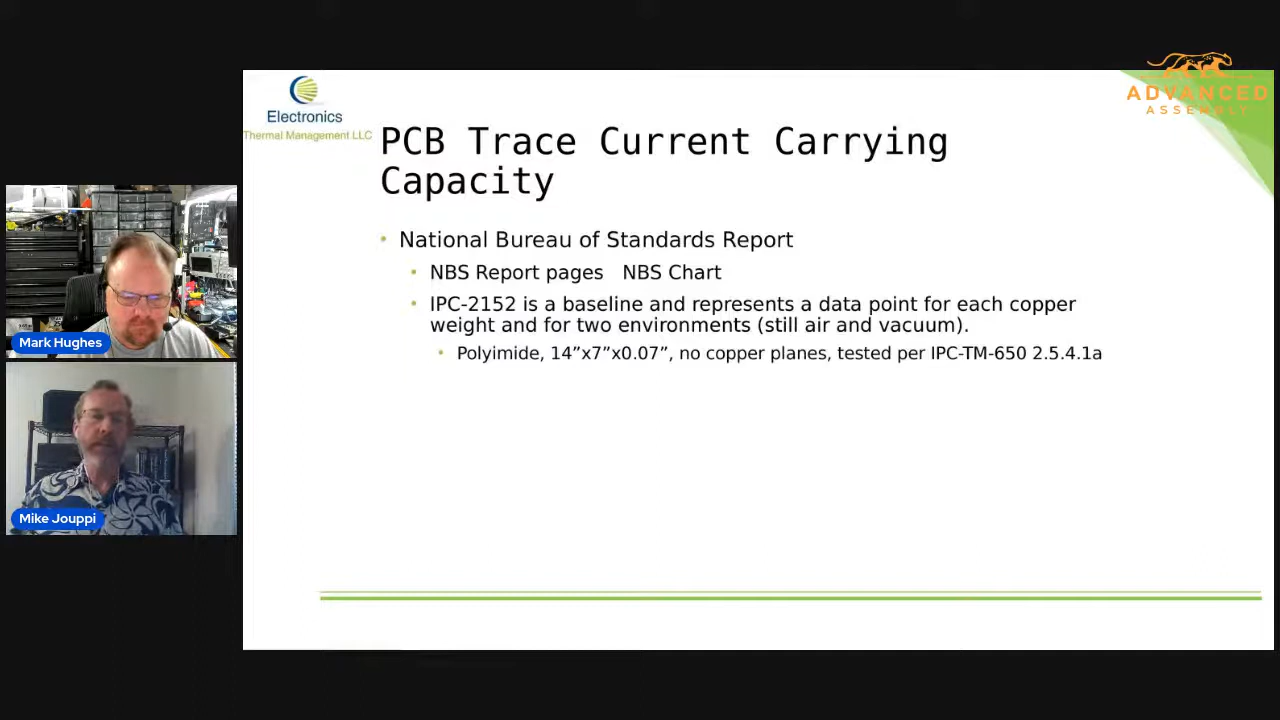 Electronics
Thermal Management LLC
ADVANCED
ASSEMBLY
PCB Trace Current Carrying
Capacity
• National Bureau of Standards Report
• NBS Report pages NBS Chart
• IPC-2152 is a baseline and represents a data point for each copper
weight and for two environments (still air and vacuum).
• Polyimide, 14”x7”x0.07”, no copper planes, tested per IPC-TM-650 2.5.4.1a
Mark Hughes
Mike Jouppi